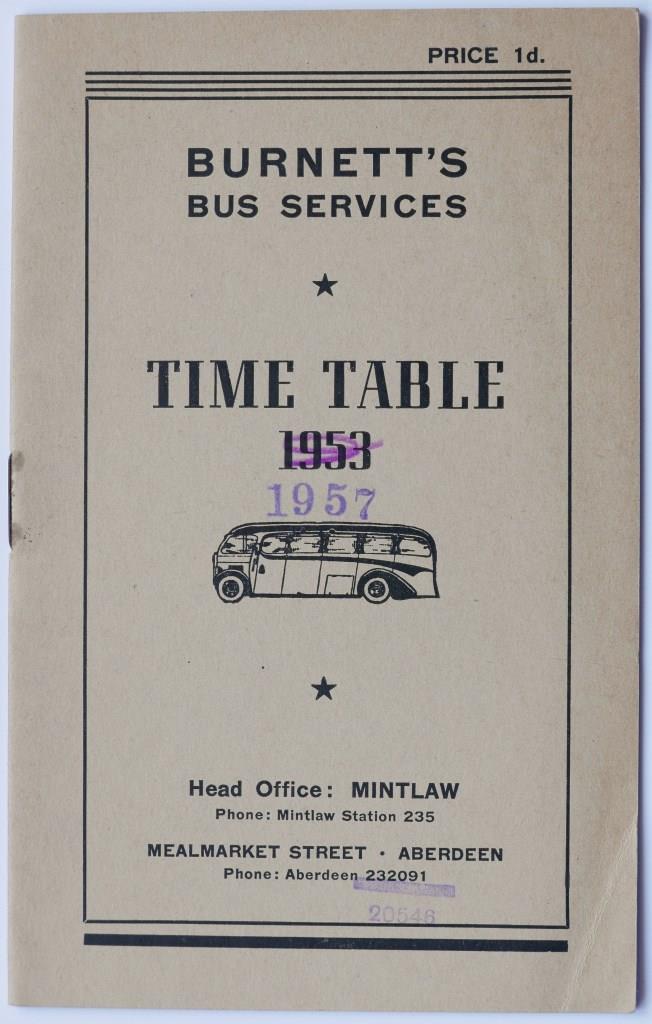 PRICE 1d.
BURNETT'S
BUS SERVICES
TIME TABLE
1953
1957
Head Office: MINTLAW
Phone: Mintlaw Station 235
MEALMARKET STREET · ABERDEEN
Phone: Aberdeen 232091
20546